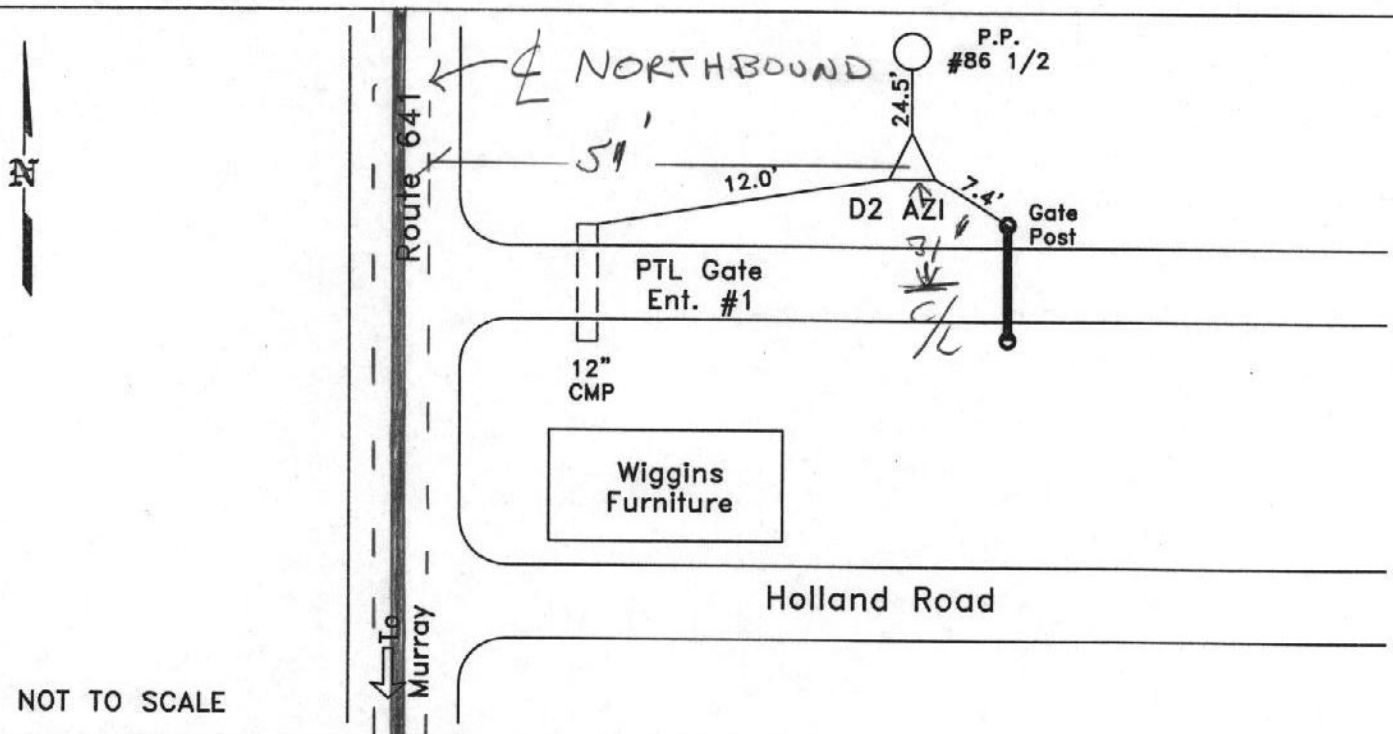 P.P.
#86 1/2
℄ NORTHBOUND
24.5'
Route 641
N
12.0'
7.4'
D2 AZI
Gate
Post
PTL Gate
Ent. #1
C/L
12"
CMP
Wiggins
Furniture
Holland Road
To
Murray
NOT TO SCALE